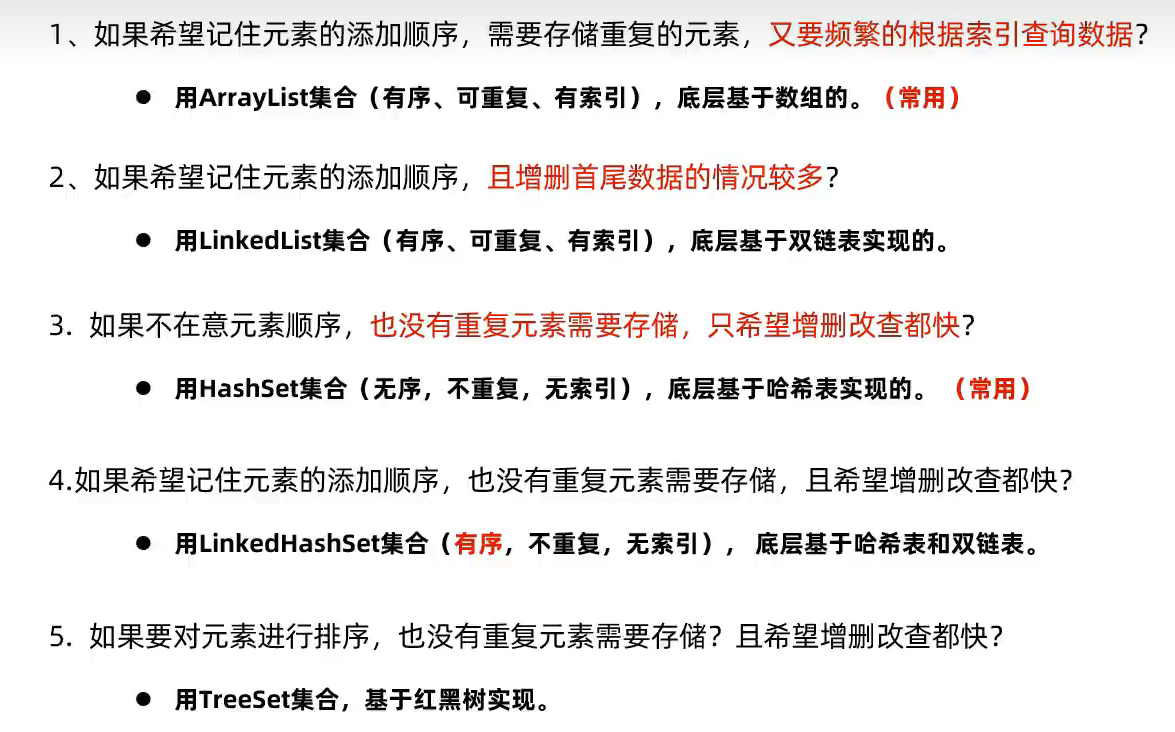 1、如果希望记住元素的添加顺序，需要存储重复的元素，又要频繁的根据索引查询数据？
● 用ArrayList集合（有序、可重复、有索引），底层基于数组的。（常用）
2、如果希望记住元素的添加顺序，且增删首尾数据的情况较多？
● 用LinkedList集合（有序、可重复、有索引），底层基于双链表实现的。
3. 如果不在意元素顺序，也没有重复元素需要存储，只希望增删改查都快？
● 用HashSet集合（无序，不重复，无索引），底层基于哈希表实现的。 （常用）
4.如果希望记住元素的添加顺序，也没有重复元素需要存储，且希望增删改查都快？
● 用LinkedHashSet集合（有序，不重复，无索引）， 底层基于哈希表和双链表。
5. 如果要对元素进行排序，也没有重复元素需要存储？且希望增删改查都快？
● 用TreeSet集合，基于红黑树实现。